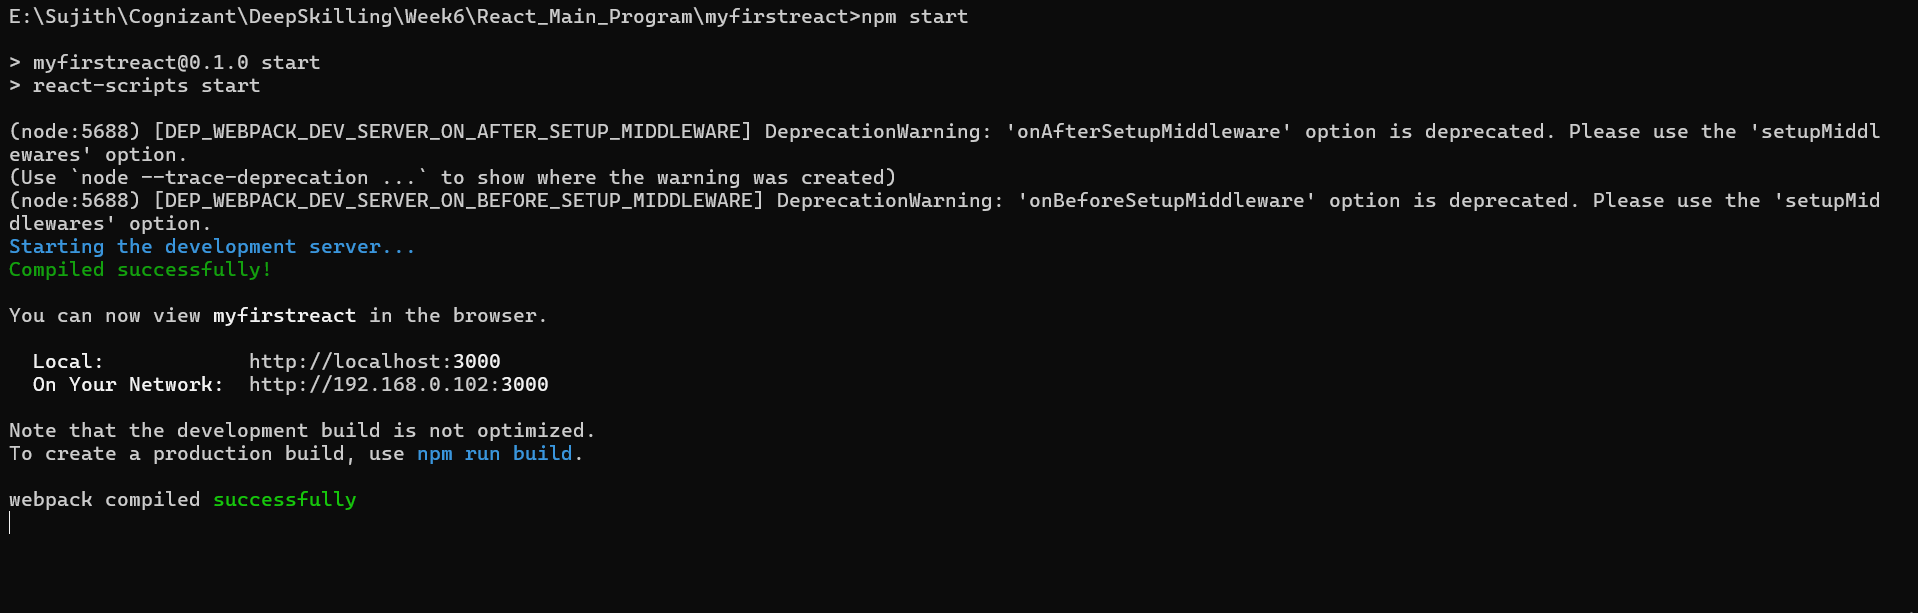 E:\Sujith\Cognizant\DeepSkilling\Week6\React_Main_Program\myfirstreact>npm start
> myfirstreact@0.1.0 start
> react-scripts start
(node:5688) [DEP_WEBPACK_DEV_SERVER_ON_AFTER_SETUP_MIDDLEWARE] DeprecationWarning: 'onAfterSetupMiddleware' option is deprecated. Please use the 'setupMiddl
ewares' option.
(Use `node --trace-deprecation ...` to show where the warning was created)
(node:5688) [DEP_WEBPACK_DEV_SERVER_ON_BEFORE_SETUP_MIDDLEWARE] DeprecationWarning: 'onBeforeSetupMiddleware' option is deprecated. Please use the 'setupMid
dlewares' option.
Starting the development server...
Compiled successfully!
You can now view myfirstreact in the browser.
Local: http://localhost:3000
On Your Network: http://192.168.0.102:3000
Note that the development build is not optimized.
To create a production build, use npm run build.
webpack compiled successfully